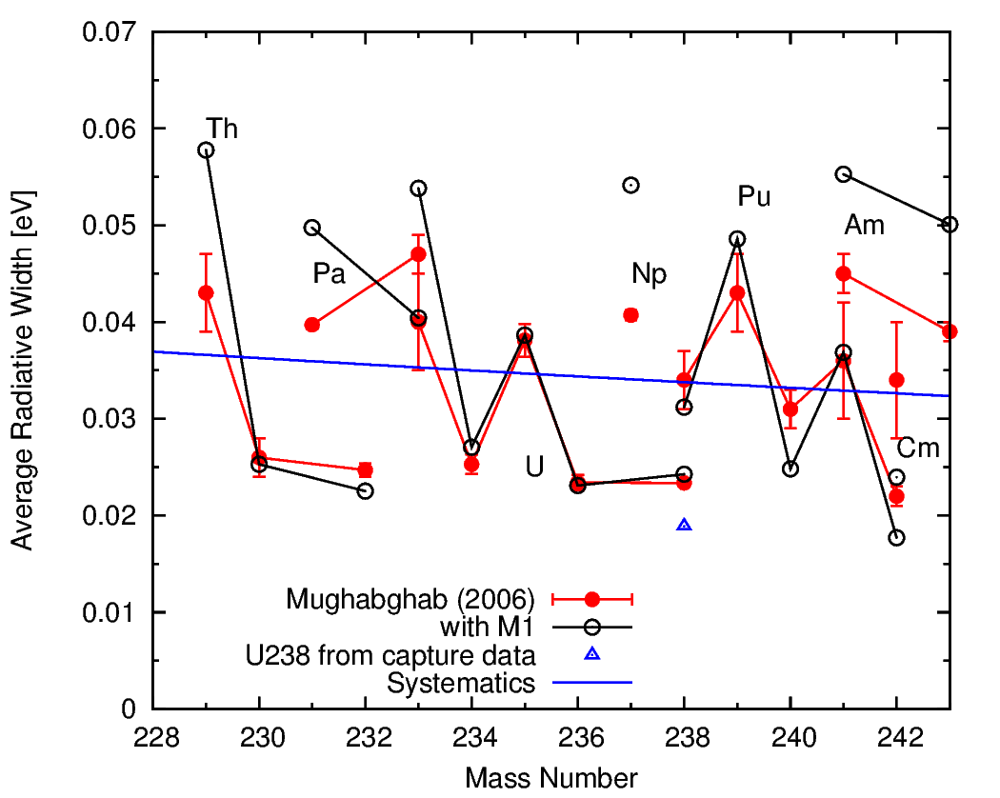 0.07
0.06
0.05
0.04
0.03
0.02
0.01
0
Average Radiative Width [eV]
Th
Pa
U
Np
Pu
Am
Cm
Mughabghab (2006)
with M1
U238 from capture data
Systematics
228 230 232 234 236 238 240 242
Mass Number